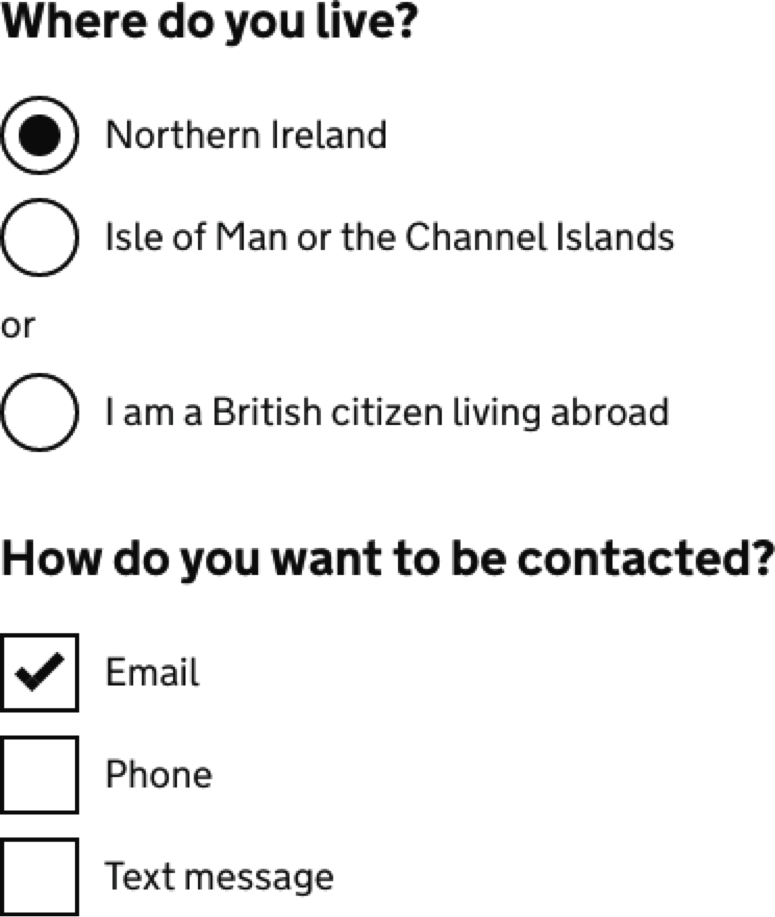 Where do you live?
Northern Ireland
Isle of Man or the Channel Islands
or
I am a British citizen living abroad
How do you want to be contacted?
Email
Phone
Text message